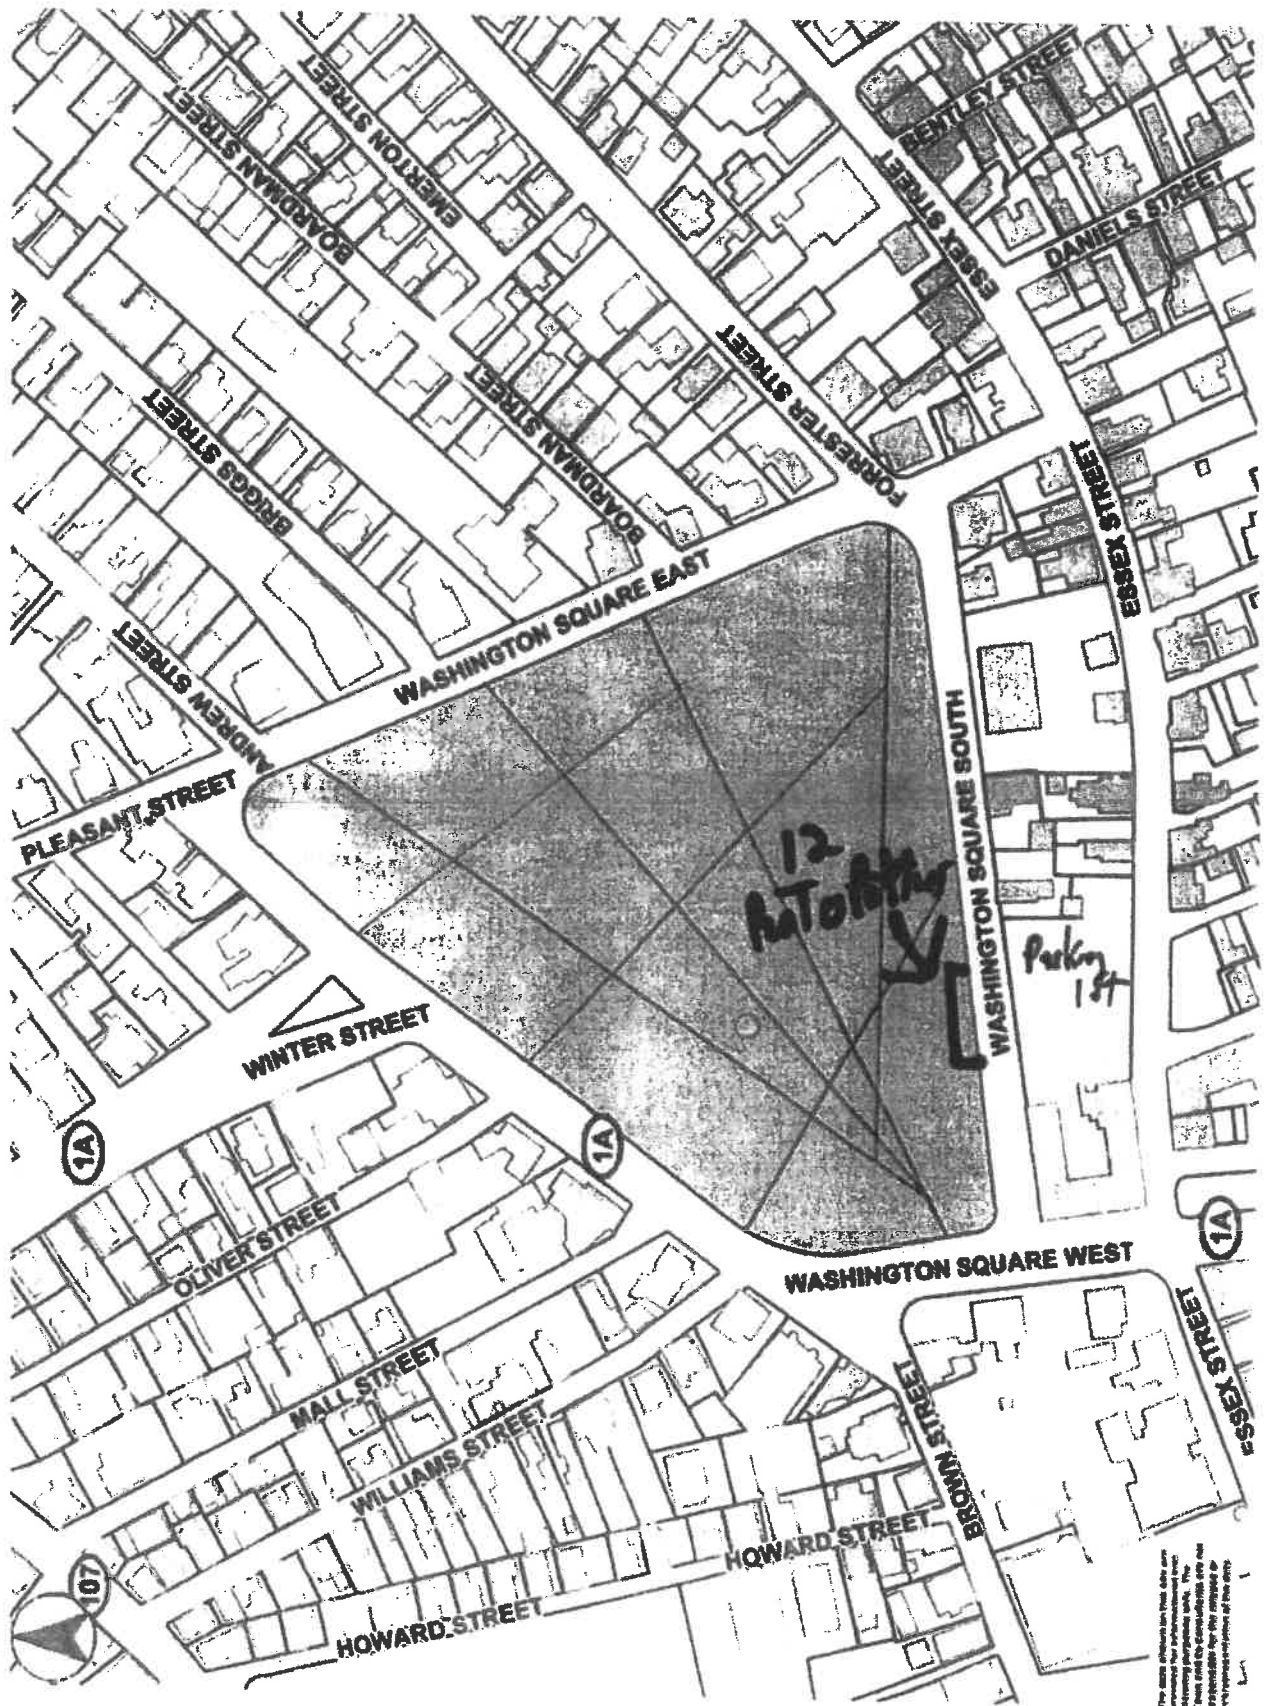 BENTLEY STREET
EMERTON STREET
BOARDMAN STREET
ESSEX STREET
DANIELS STREET
BOARDMAN STREET
FORRESTER STREET
BRIGGS STREET
BOARDMAN STREET
ESSEX STREET
WASHINGTON SQUARE EAST
ANDREW STREET
PLEASANT STREET
WASHINGTON SQUARE SOUTH
12
Parking
WINTER STREET
1A
1A
1A
OLIVER STREET
WASHINGTON SQUARE WEST
MALL STREET
WILLIAMS STREET
BROWN STREET
ESSEX STREET
HOWARD STREET
HOWARD STREET
107